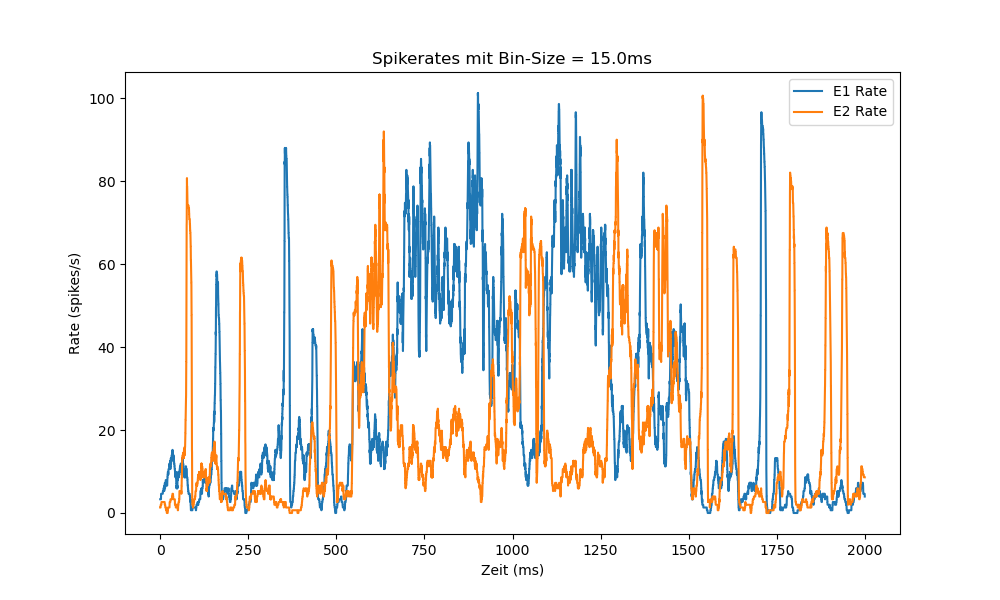 Spikerates mit Bin-Size = 15.0ms
E1 Rate
E2 Rate
Rate (spikes/s)
100
80
60
40
20
0
0 250 500 750 1000 1250 1500 1750 2000
Zeit (ms)